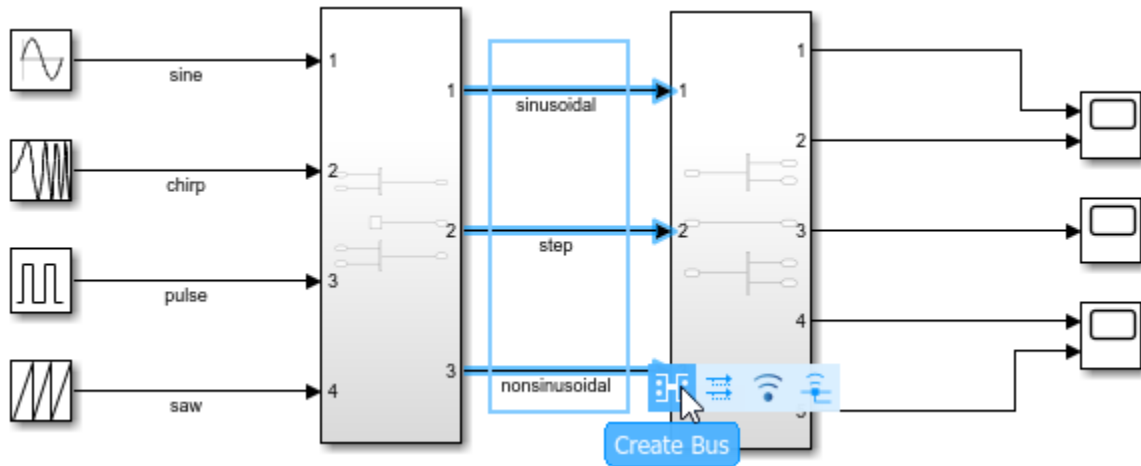 1
1
1
sine
1
sinusoidal
2
2
chirp
2
2
3
step
3
pulse
4
3
nonsinusoidal
4
saw
Create Bus